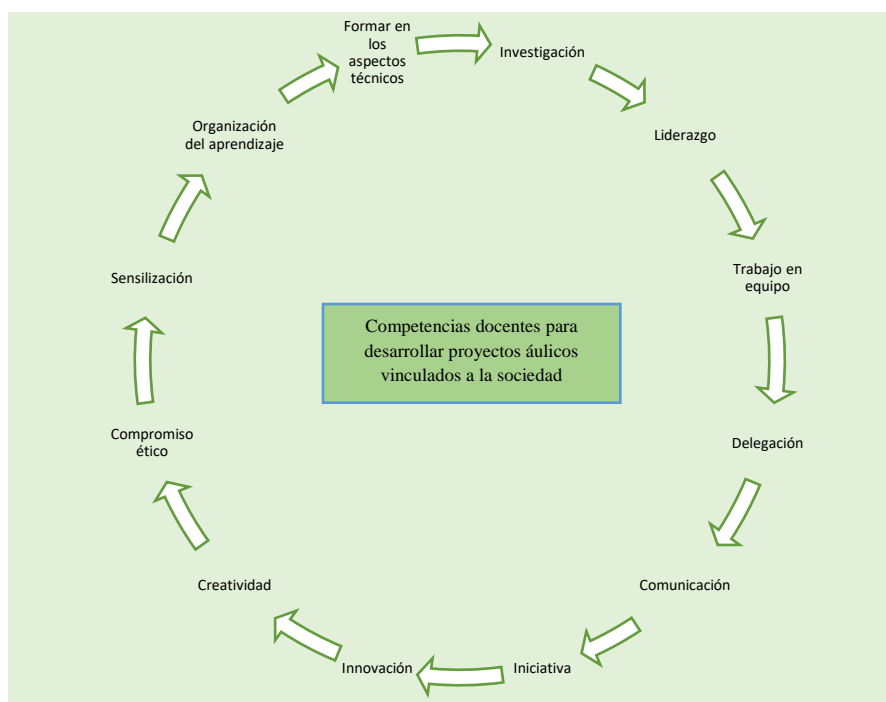 Formar en
los
aspectos
técnicos
Investigación
Liderazgo
Trabajo en
equipo
Delegación
Comunicación
Iniciativa
Innovación
Creatividad
Compromiso
ético
Sensilización
Organización
del aprendizaje
Competencias docentes para
desarrollar proyectos áulicos
vinculados a la sociedad